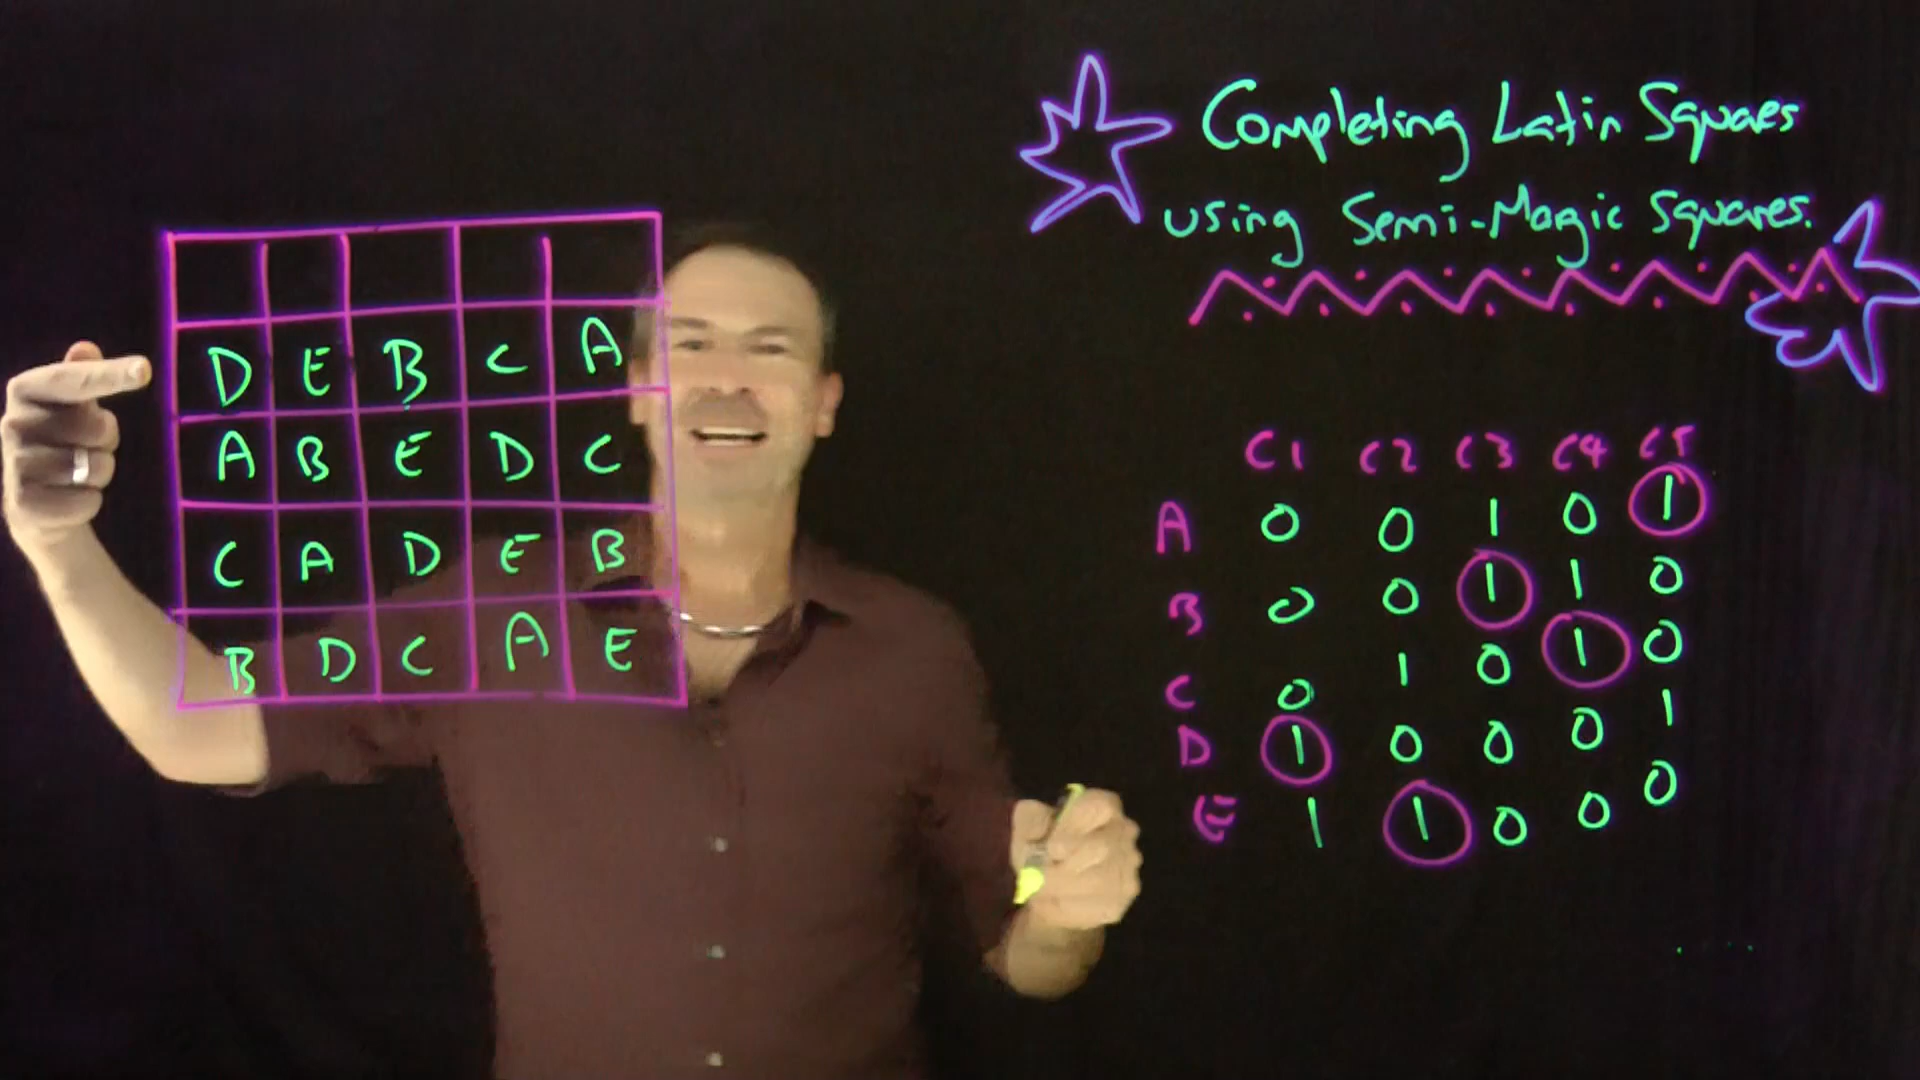 Completing Latin Squares
using Semi-Magic Squares.
D E B C A
A B E D C
C A D E B
B D C A E
C1 C2 C3 C4 C5
A 0 0 1 0 1
B 0 0 1 1 0
C 0 1 0 1 0
D 1 0 0 0 1
E 1 1 0 0 0